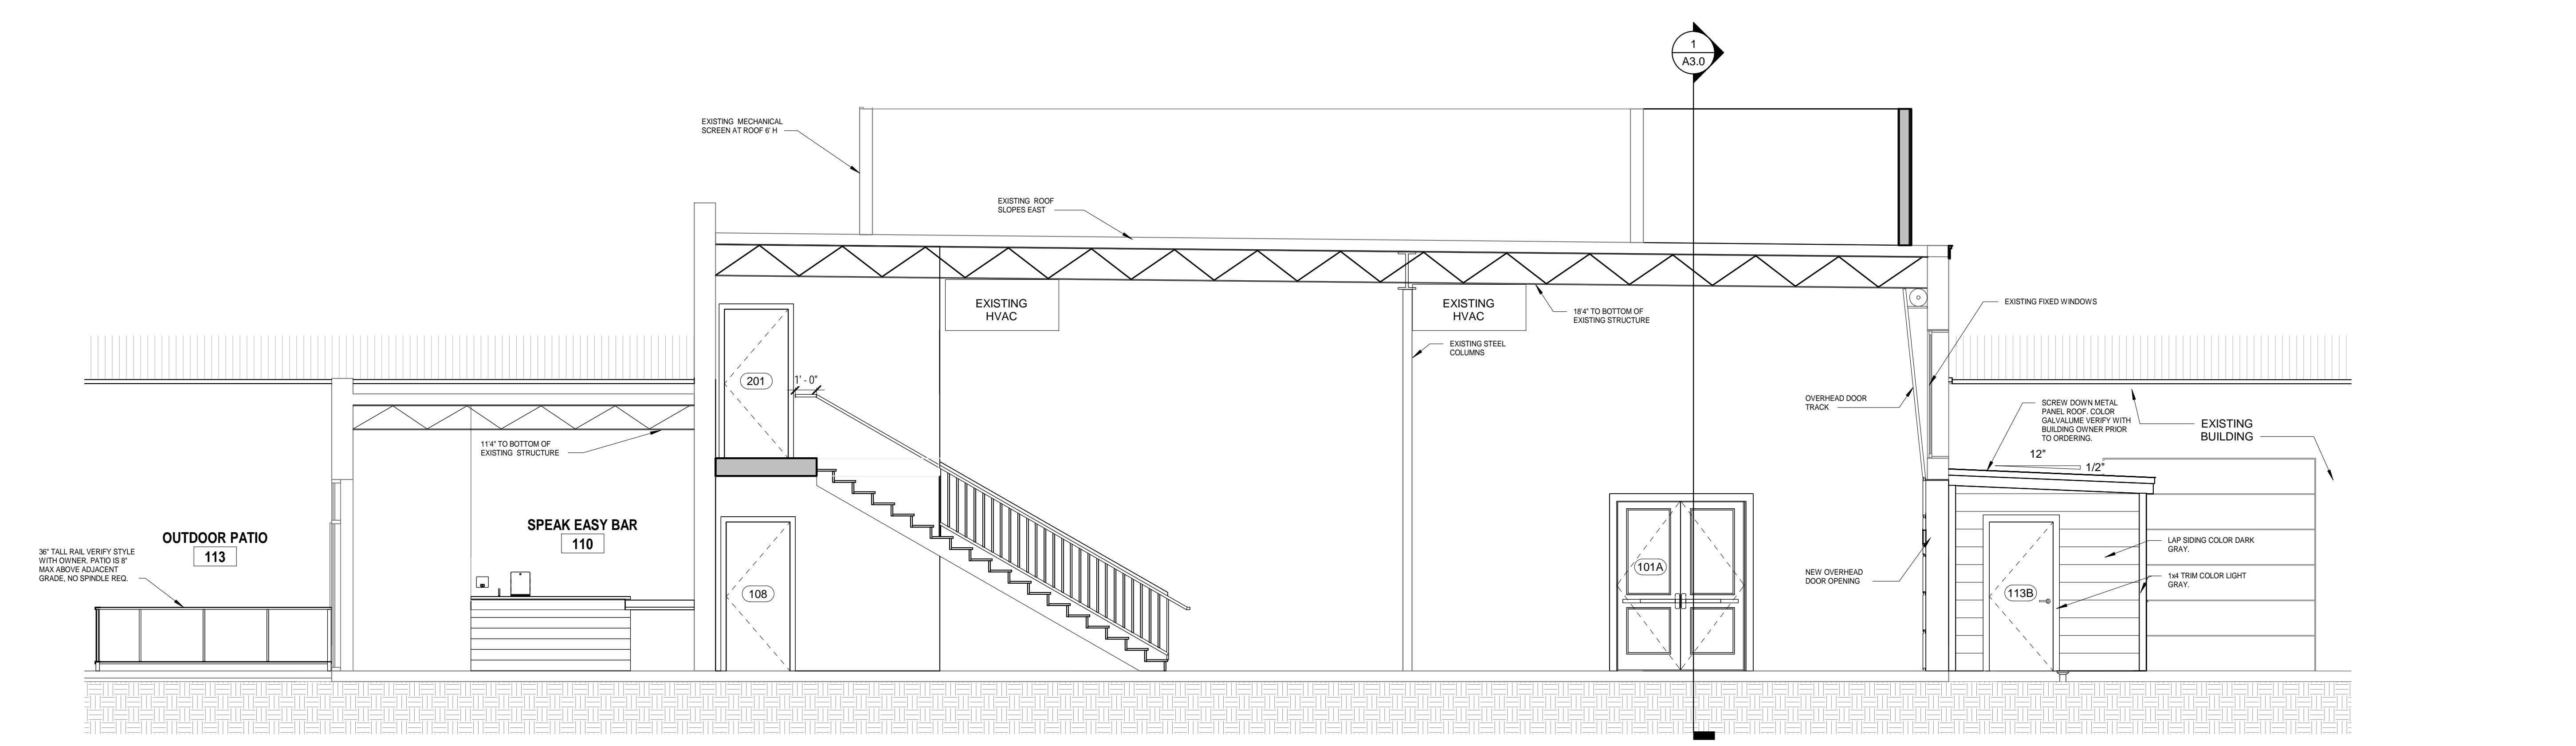 1
A3.0
EXISTING MECHANICAL
SCREEN AT ROOF 6' H
EXISTING ROOF
SLOPES EAST
EXISTING
HVAC
EXISTING
HVAC
18'4" TO BOTTOM OF
EXISTING STRUCTURE
EXISTING FIXED WINDOWS
EXISTING STEEL
COLUMNS
201
1' - 0"
OVERHEAD DOOR
TRACK
SCREW DOWN METAL
PANEL ROOF. COLOR
GALVALUME VERIFY WITH
BUILDING OWNER PRIOR
TO ORDERING.
EXISTING
BUILDING
11'4" TO BOTTOM OF
EXISTING STRUCTURE
12"
1/2"
SPEAK EASY BAR
110
OUTDOOR PATIO
113
36" TALL RAIL VERIFY STYLE
WITH OWNER. PATIO IS 8"
MAX ABOVE ADJACENT
GRADE, NO SPINDLE REQ.
108
101A
NEW OVERHEAD
DOOR OPENING
LAP SIDING COLOR DARK
GRAY.
1x4 TRIM COLOR LIGHT
GRAY.
113B